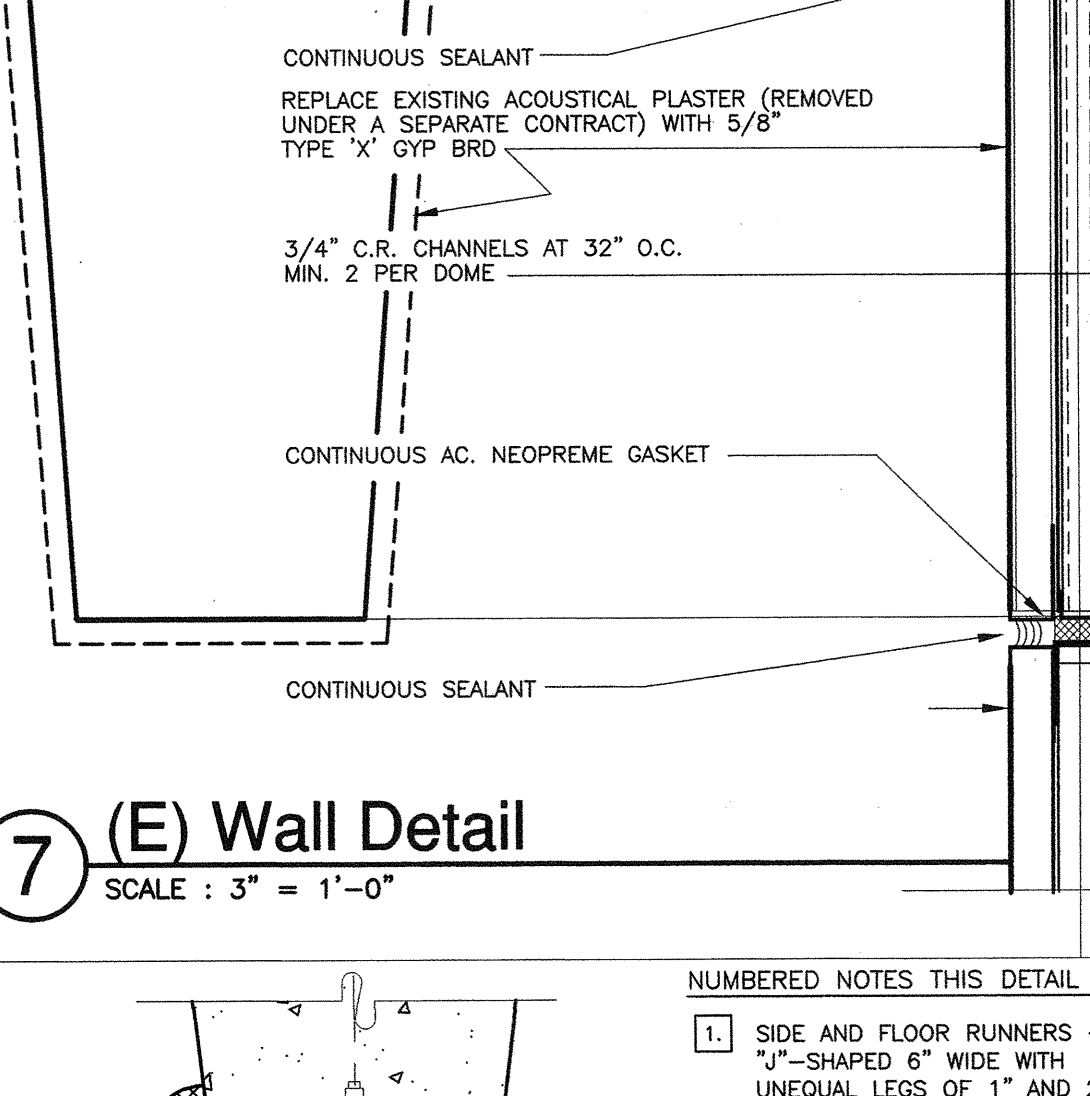 CONTINUOUS SEALANT
REPLACE EXISTING ACOUSTICAL PLASTER (REMOVED
UNDER A SEPARATE CONTRACT) WITH 5/8"
TYPE 'X' GYP BRD
3/4" C.R. CHANNELS AT 32" O.C.
MIN. 2 PER DOME
CONTINUOUS AC. NEOPREME GASKET
CONTINUOUS SEALANT
7
(E) Wall Detail
SCALE : 3" = 1'-0"
NUMBERED NOTES THIS DETAIL
1. SIDE AND FLOOR RUNNERS
"J"-SHAPED 6" WIDE WITH
UNEQUAL LEGS OF 1" AND